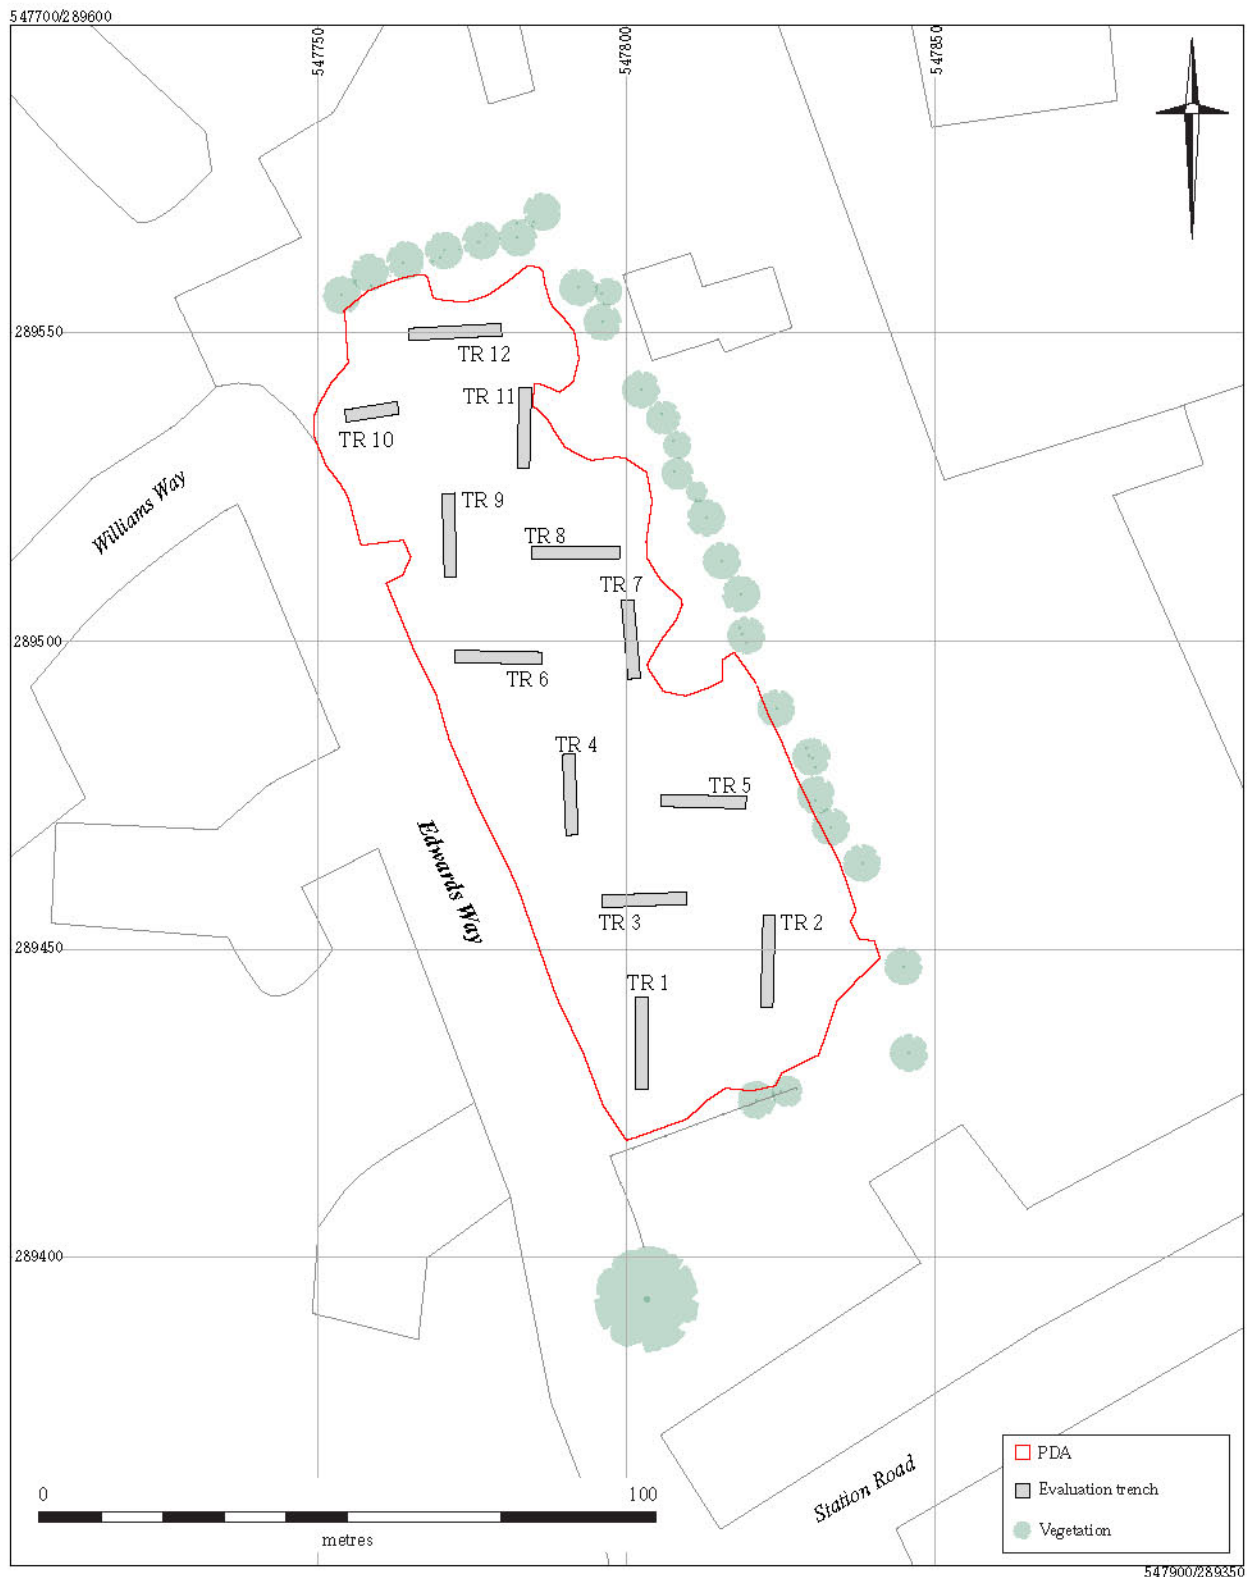 547700/289600
547750
547800
547850
289550
TR 12
TR 11
TR 10
Williams Way
TR 9
TR 8
TR 7
289500
TR 6
TR 4
TR 5
Edwards Way
TR 3
TR 2
289450
TR 1
289400
Station Road
0
100
metres
PDA
Evaluation trench
Vegetation
547900/289350